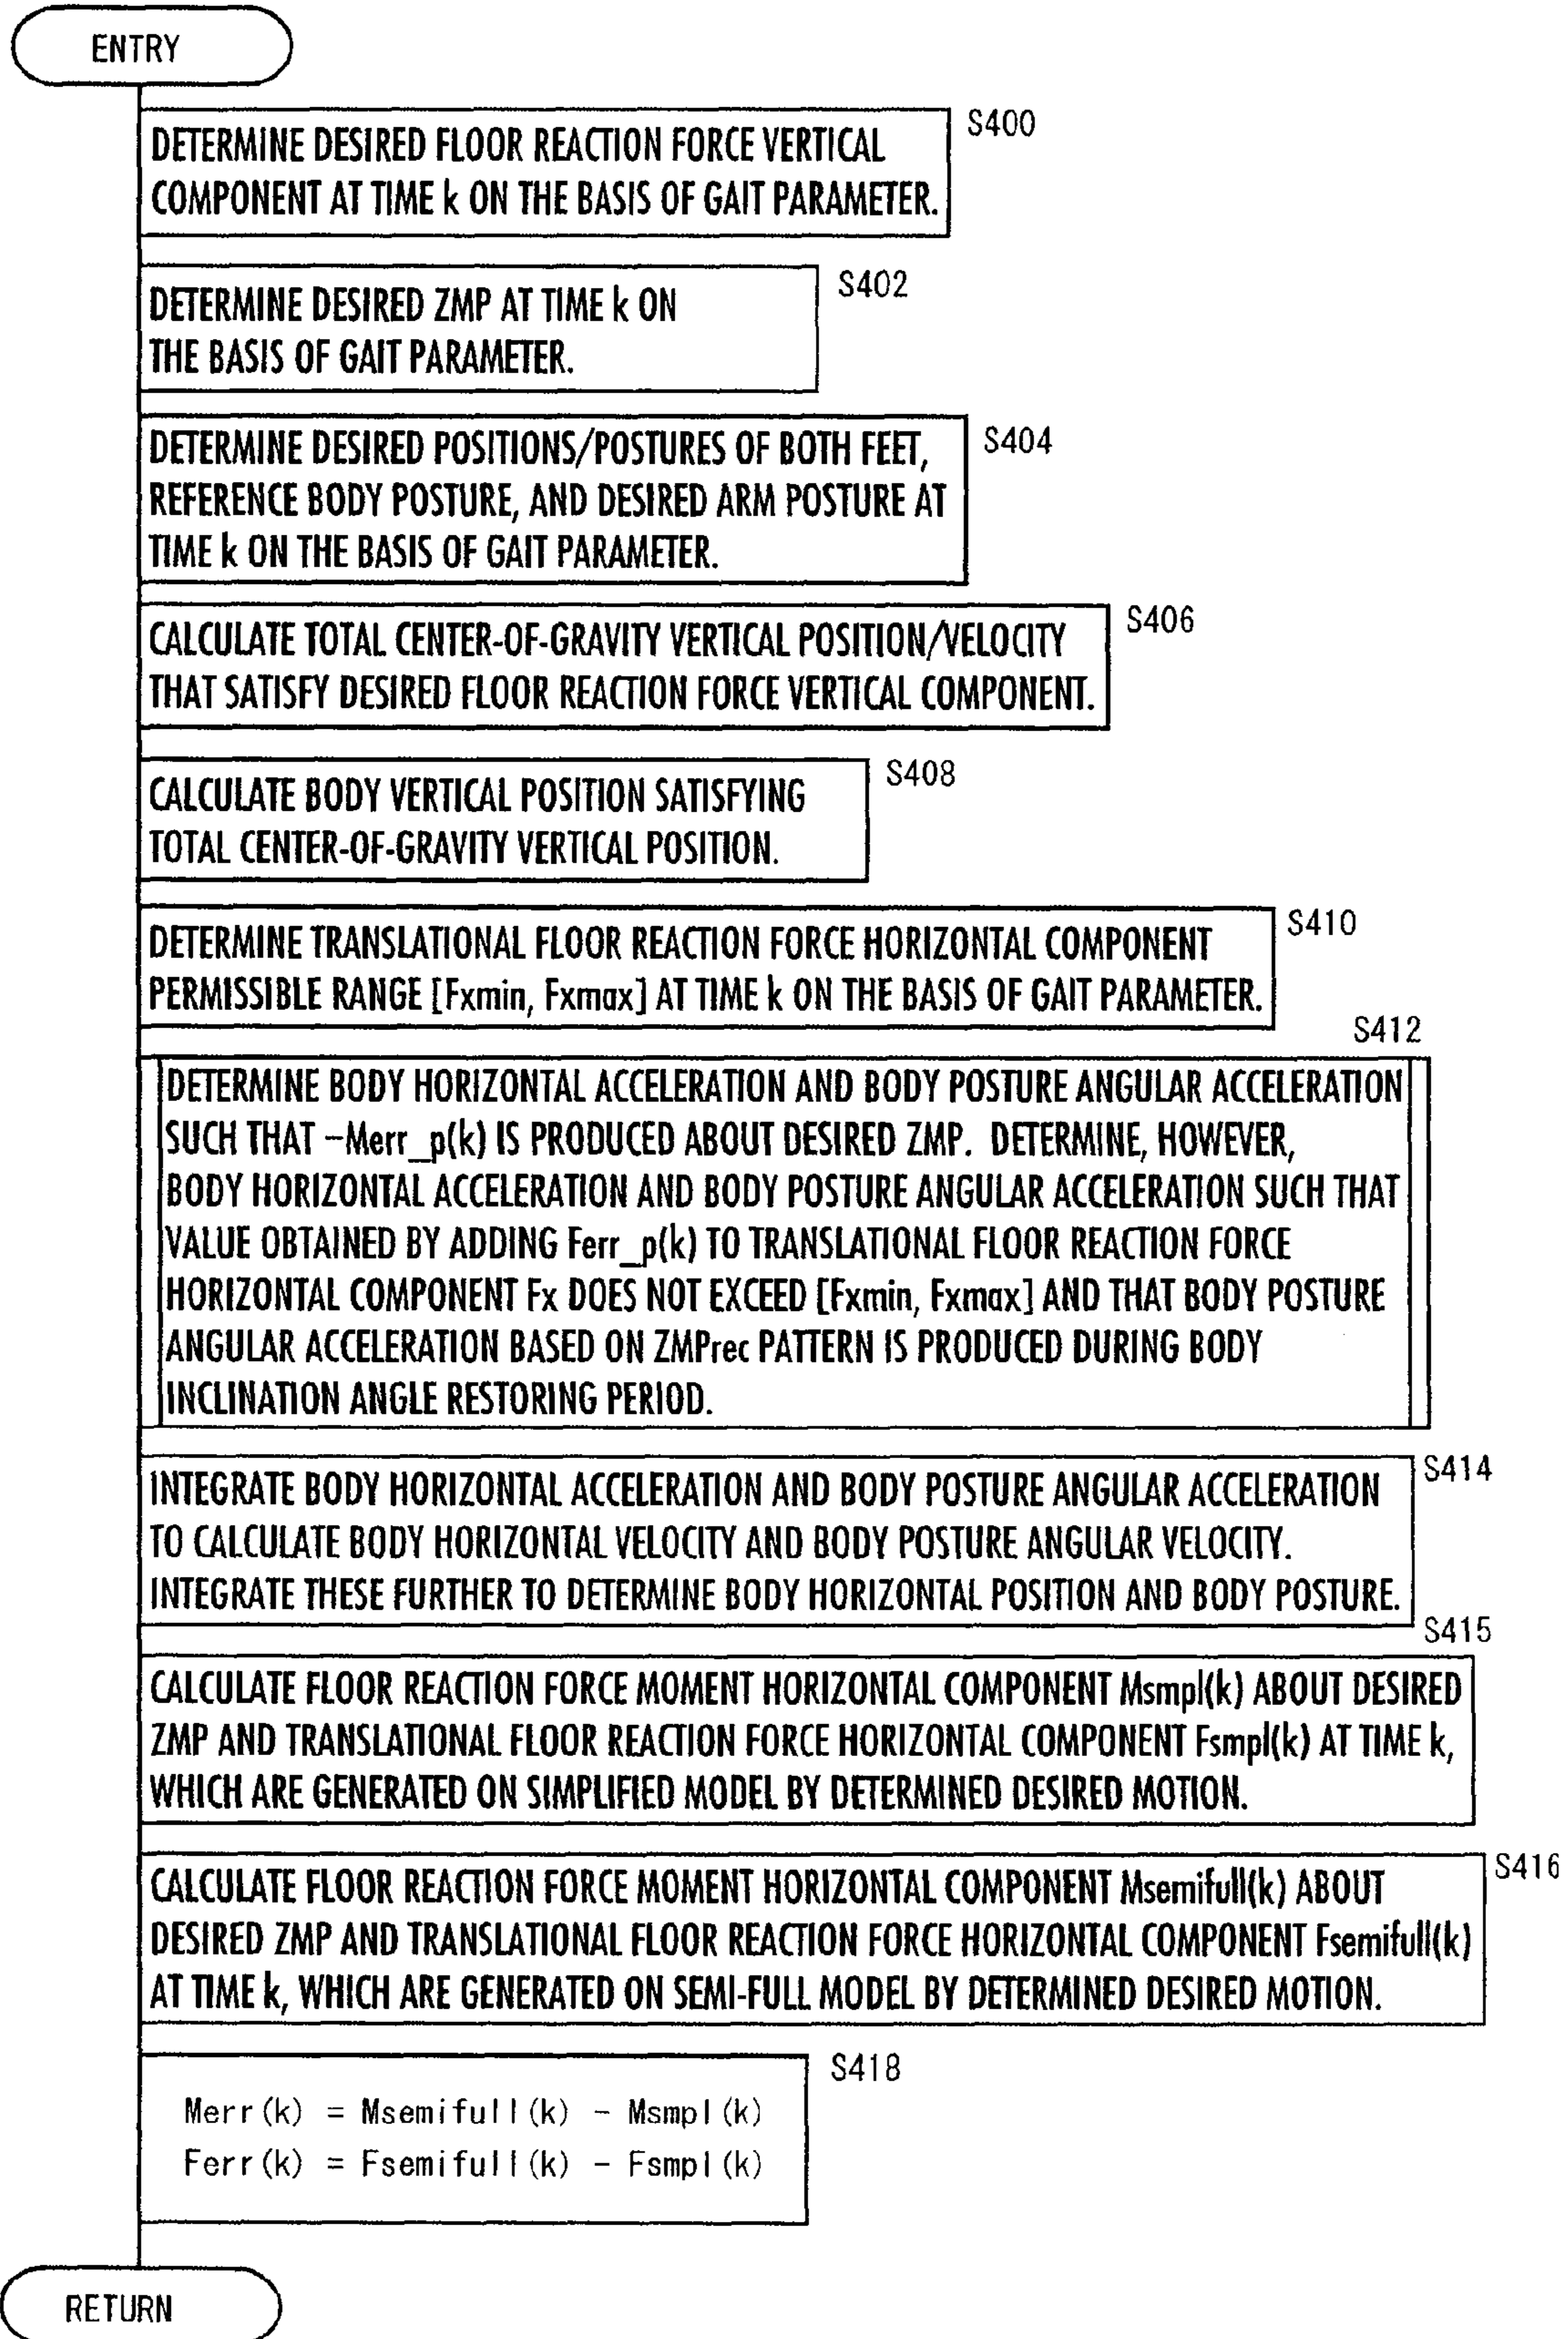 ENTRY
S400
DETERMINE DESIRED FLOOR REACTION FORCE VERTICAL
COMPONENT AT TIME k ON THE BASIS OF GAIT PARAMETER.
S402
DETERMINE DESIRED ZMP AT TIME k ON
THE BASIS OF GAIT PARAMETER.
S404
DETERMINE DESIRED POSITIONS/POSTURES OF BOTH FEET,
REFERENCE BODY POSTURE, AND DESIRED ARM POSTURE AT
TIME k ON THE BASIS OF GAIT PARAMETER.
S406
CALCULATE TOTAL CENTER-OF-GRAVITY VERTICAL POSITION/VELOCITY
THAT SATISFY DESIRED FLOOR REACTION FORCE VERTICAL COMPONENT.
S408
CALCULATE BODY VERTICAL POSITION SATISFYING
TOTAL CENTER-OF-GRAVITY VERTICAL POSITION.
S410
DETERMINE TRANSLATIONAL FLOOR REACTION FORCE HORIZONTAL COMPONENT
PERMISSIBLE RANGE [Fxmin, Fxmax] AT TIME k ON THE BASIS OF GAIT PARAMETER.
S412
DETERMINE BODY HORIZONTAL ACCELERATION AND BODY POSTURE ANGULAR ACCELERATION
SUCH THAT -Merr_p(k) IS PRODUCED ABOUT DESIRED ZMP. DETERMINE, HOWEVER,
BODY HORIZONTAL ACCELERATION AND BODY POSTURE ANGULAR ACCELERATION SUCH THAT
VALUE OBTAINED BY ADDING Ferr_p(k) TO TRANSLATIONAL FLOOR REACTION FORCE
HORIZONTAL COMPONENT Fx DOES NOT EXCEED [Fxmin, Fxmax] AND THAT BODY POSTURE
ANGULAR ACCELERATION BASED ON ZMPrec PATTERN IS PRODUCED DURING BODY
INCLINATION ANGLE RESTORING PERIOD.
S414
INTEGRATE BODY HORIZONTAL ACCELERATION AND BODY POSTURE ANGULAR ACCELERATION
TO CALCULATE BODY HORIZONTAL VELOCITY AND BODY POSTURE ANGULAR VELOCITY.
INTEGRATE THESE FURTHER TO DETERMINE BODY HORIZONTAL POSITION AND BODY POSTURE.
S415
CALCULATE FLOOR REACTION FORCE MOMENT HORIZONTAL COMPONENT Msmpl(k) ABOUT DESIRED
ZMP AND TRANSLATIONAL FLOOR REACTION FORCE HORIZONTAL COMPONENT Fsmpl(k) AT TIME k,
WHICH ARE GENERATED ON SIMPLIFIED MODEL BY DETERMINED DESIRED MOTION.
S416
CALCULATE FLOOR REACTION FORCE MOMENT HORIZONTAL COMPONENT Msemifull(k) ABOUT
DESIRED ZMP AND TRANSLATIONAL FLOOR REACTION FORCE HORIZONTAL COMPONENT Fsemifull(k)
AT TIME k, WHICH ARE GENERATED ON SEMI-FULL MODEL BY DETERMINED DESIRED MOTION.
S418
Merr(k) = Msemifull(k) - Msmpl(k)
Ferr(k) = Fsemifull(k) - Fsmpl(k)
RETURN